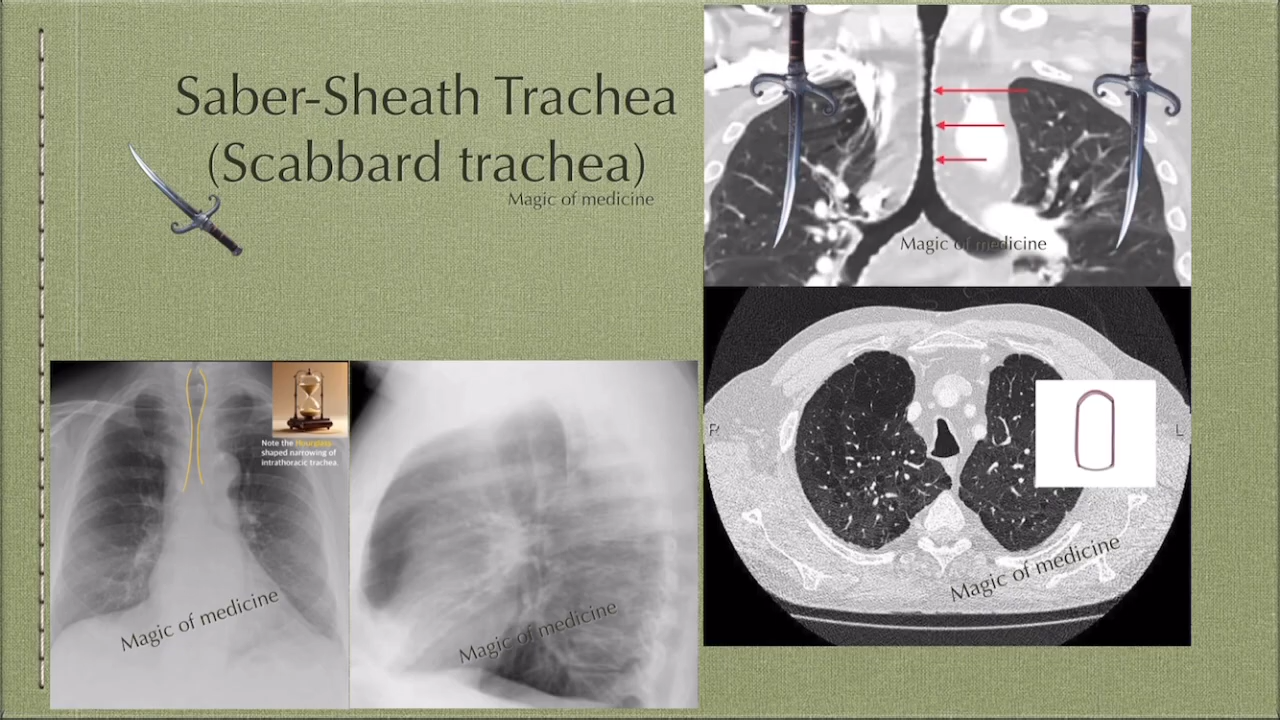 Saber-Sheath Trachea
(Scabbard trachea)
Magic of medicine
Magic of medicine
Note the Hourglass-
shaped narrowing of
intrathoracic trachea.
Magic of medicine
Magic of medicine
R
L
Magic of medicine